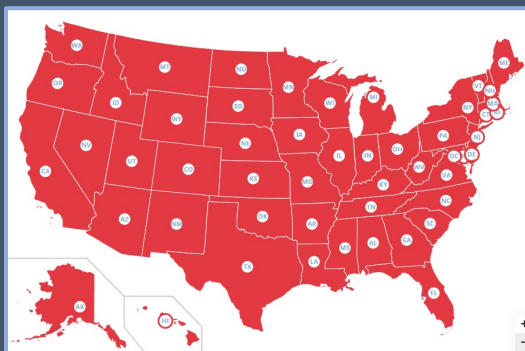 WA
ME
MT
ND
VT
NH
OR
MN
ID
SD
WI
MI
NY
MA
CT
RI
WY
IA
PA
NJ
NE
NV
OH
IL
IN
DC
DE
UT
CO
WV
VA
CA
KS
MO
KY
NC
TN
OK
AR
AZ
NM
SC
MS
AL
GA
TX
LA
FL
AK
HI
+
−